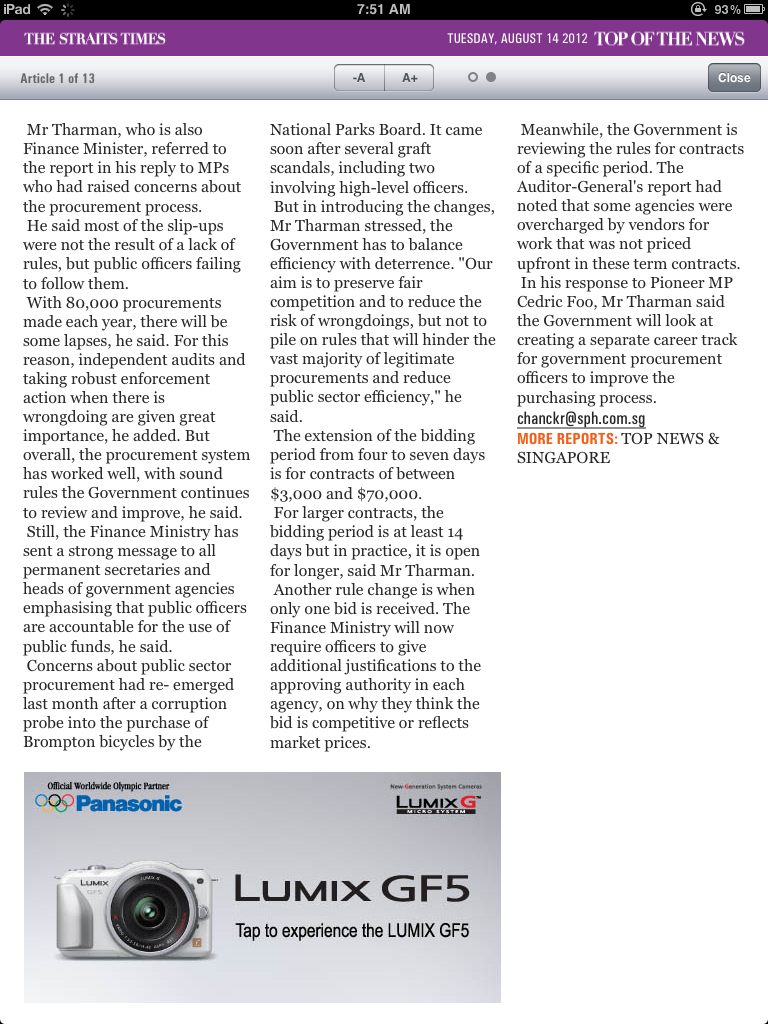 iPad 7:51 AM 93%
THE STRAITS TIMES TUESDAY, AUGUST 14 2012 TOP OF THE NEWS
Article 1 of 13 -A A+ Close
Mr Tharman, who is also
Finance Minister, referred to
the report in his reply to MPs
who had raised concerns about
the procurement process.
He said most of the slip-ups
were not the result of a lack of
rules, but public officers failing
to follow them.
With 80,000 procurements
made each year, there will be
some lapses, he said. For this
reason, independent audits and
taking robust enforcement
action when there is
wrongdoing are given great
importance, he added. But
overall, the procurement system
has worked well, with sound
rules the Government continues
to review and improve, he said.
Still, the Finance Ministry has
sent a strong message to all
permanent secretaries and
heads of government agencies
emphasising that public officers
are accountable for the use of
public funds, he said.
Concerns about public sector
procurement had re- emerged
last month after a corruption
probe into the purchase of
Brompton bicycles by the
National Parks Board. It came
soon after several graft
scandals, including two
involving high-level officers.
But in introducing the changes,
Mr Tharman stressed, the
Government has to balance
efficiency with deterrence. "Our
aim is to preserve fair
competition and to reduce the
risk of wrongdoings, but not to
pile on rules that will hinder the
vast majority of legitimate
procurements and reduce
public sector efficiency," he
said.
The extension of the bidding
period from four to seven days
is for contracts of between
$3,000 and $70,000.
For larger contracts, the
bidding period is at least 14
days but in practice, it is open
for longer, said Mr Tharman.
Another rule change is when
only one bid is received. The
Finance Ministry will now
require officers to give
additional justifications to the
approving authority in each
agency, on why they think the
bid is competitive or reflects
market prices.
Meanwhile, the Government is
reviewing the rules for contracts
of a specific period. The
Auditor-General's report had
noted that some agencies were
overcharged by vendors for
work that was not priced
upfront in these term contracts.
In his response to Pioneer MP
Cedric Foo, Mr Tharman said
the Government will look at
creating a separate career track
for government procurement
officers to improve the
purchasing process.
chanckr@sph.com.sg
MORE REPORTS: TOP NEWS &
SINGAPORE
Official Worldwide Olympic Partner
Panasonic
New-Generation System Cameras
LUMIX G™
MICRO SYSTEM
LUMIX
GF5
LUMIX GF5
Tap to experience the LUMIX GF5